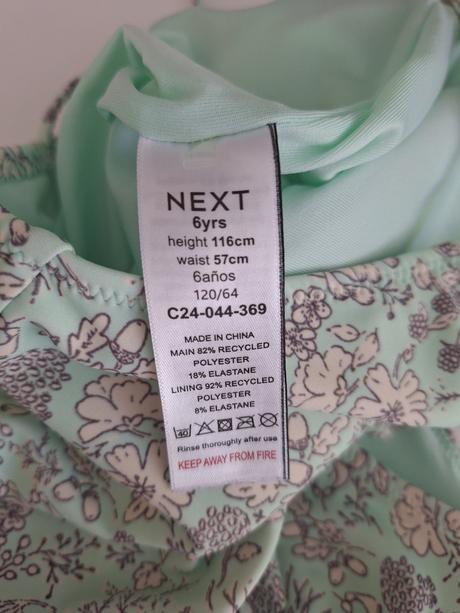 NEXT
6yrs
height 116cm
waist 57cm
6años
120/64
C24-044-369
MADE IN CHINA
MAIN 82% RECYCLED
POLYESTER
18% ELASTANE
LINING 92% RECYCLED
POLYESTER
8% ELASTANE
40
Rinse thoroughly after use
KEEP AWAY FROM FIRE